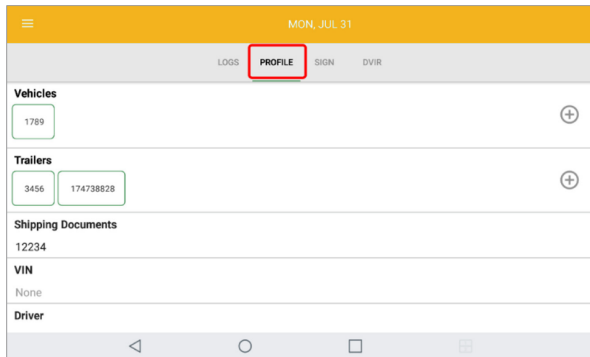 MON, JUL 31
LOGS PROFILE SIGN DVIR
Vehicles
1789
Trailers
3456 174738828
Shipping Documents
12234
VIN
None
Driver